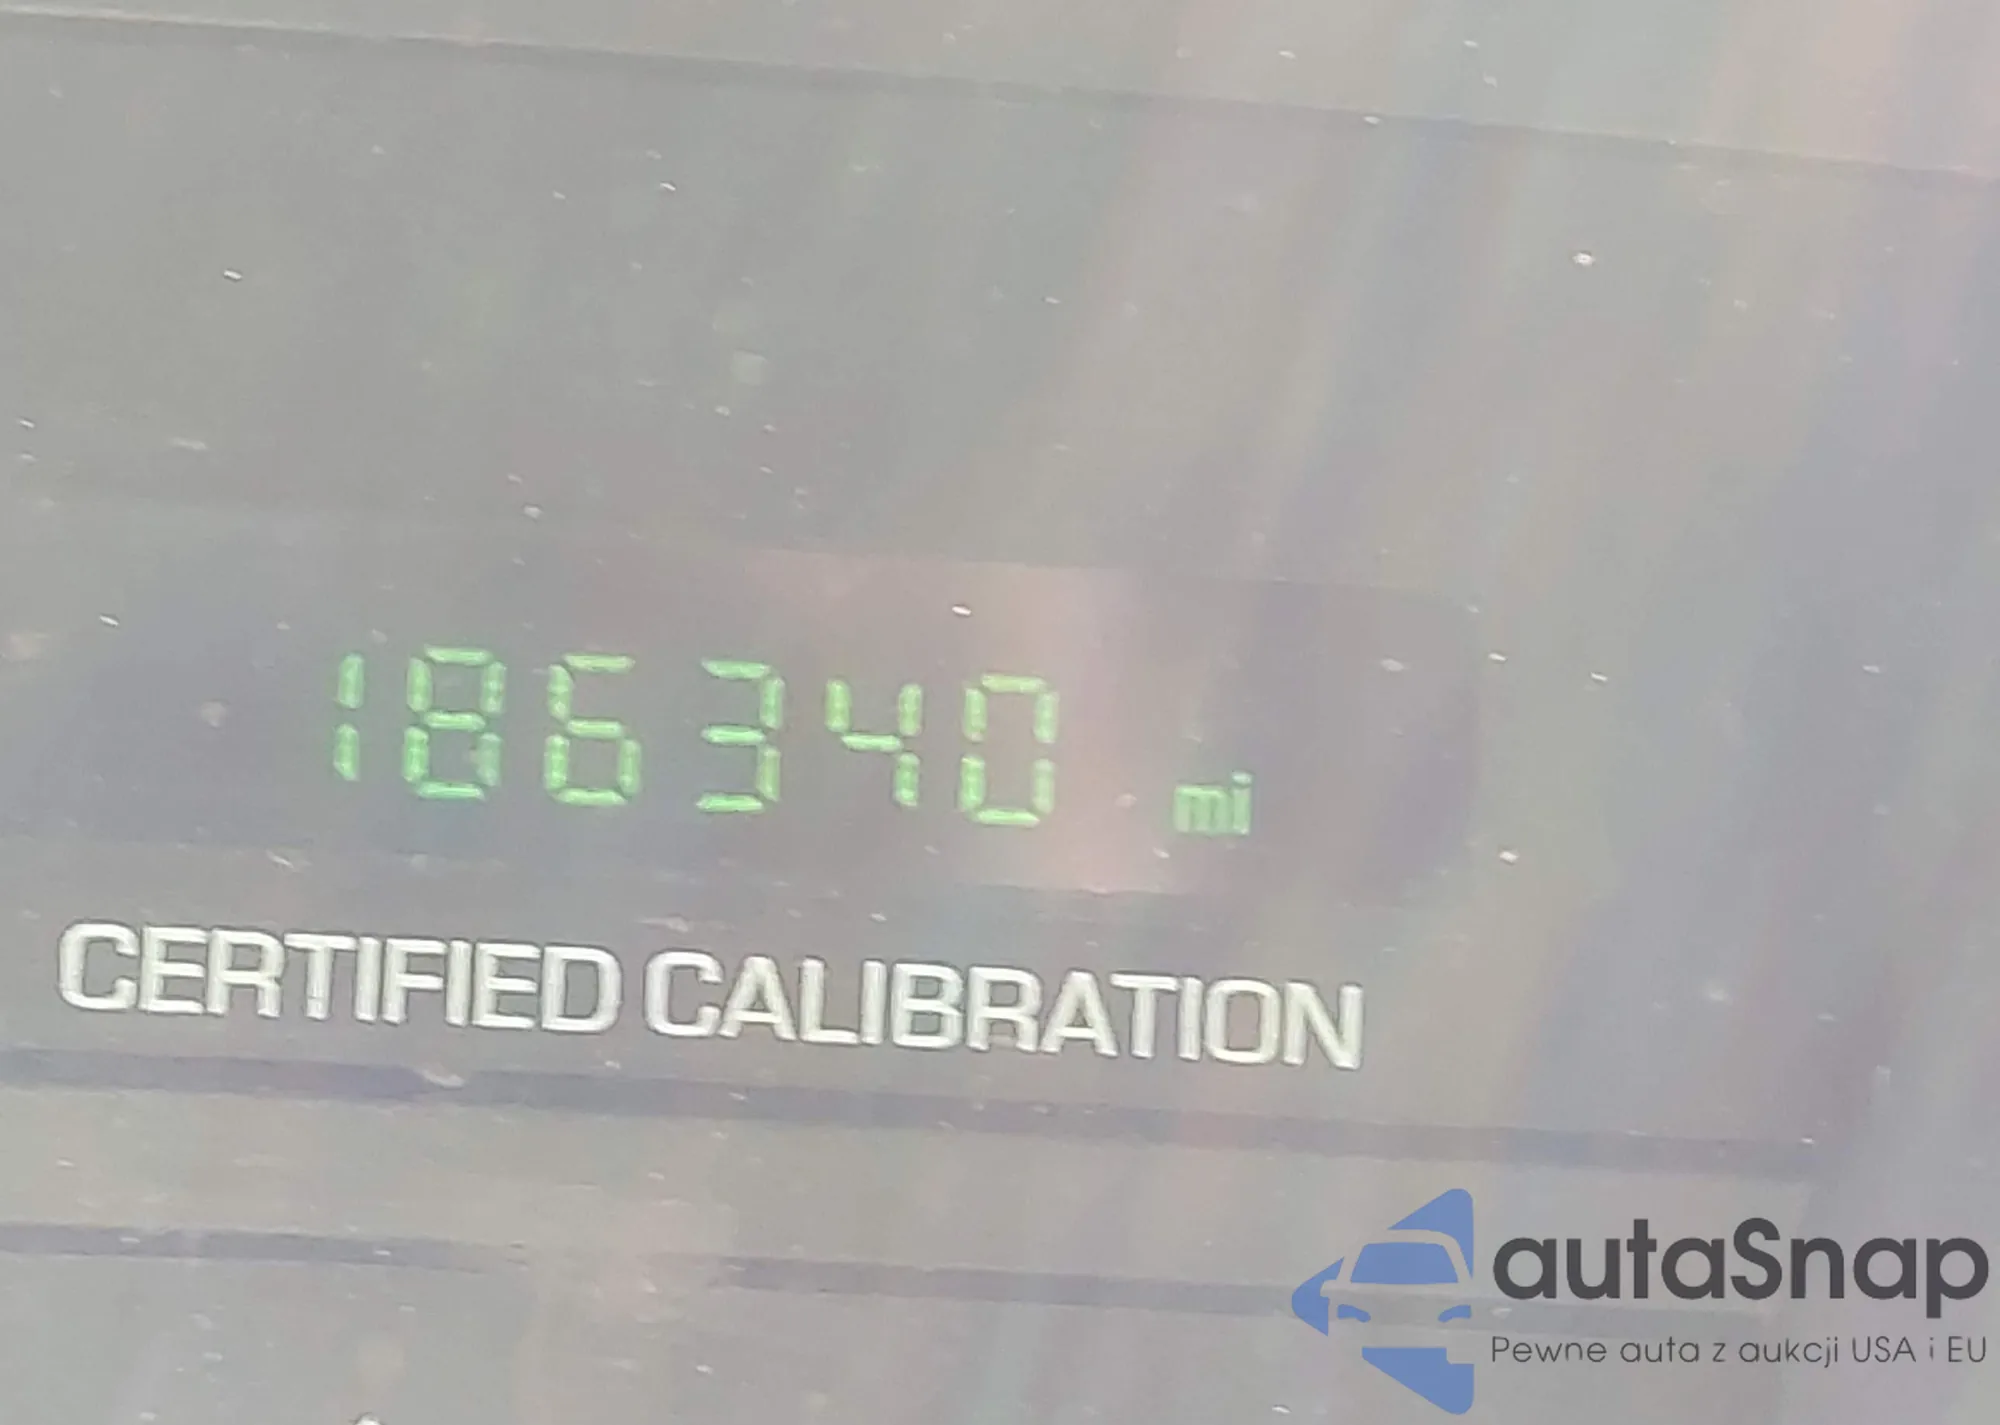 186340 mi
CERTIFIED CALIBRATION
autaSnap
Pewne auta z aukcji USA i EU